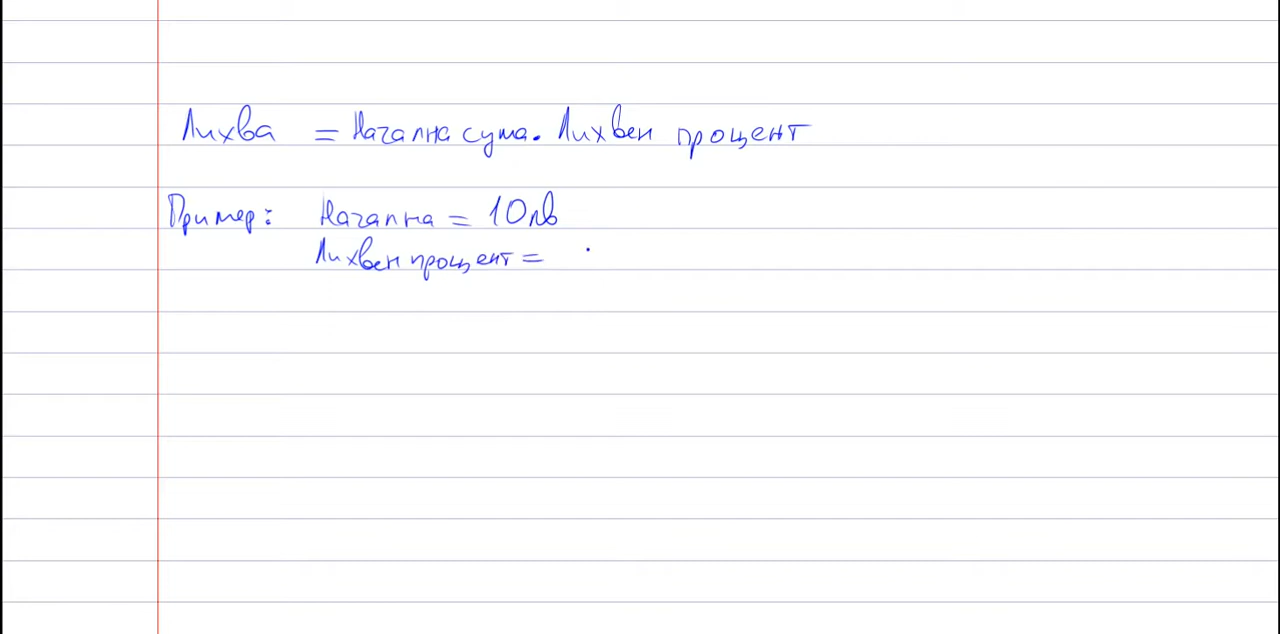 Лихва = Начална сума. Лихвен процент
Пример: Начална = 10лв
Лихвен процент =